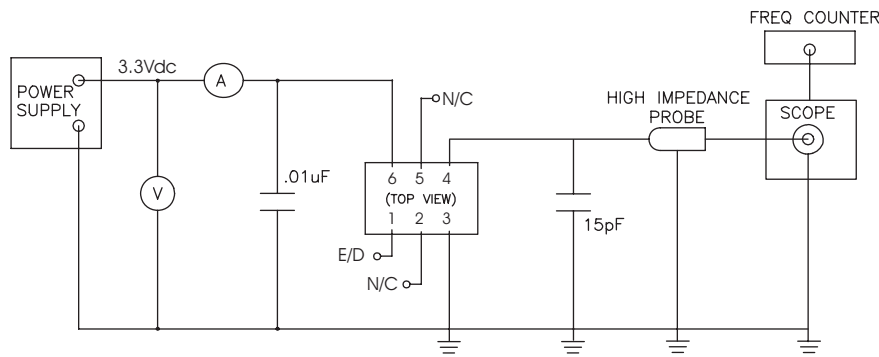 FREQ COUNTER
3.3Vdc
A
POWER
SUPPLY
N/C
HIGH IMPEDANCE
PROBE
SCOPE
V
.01uF
6 5 4
(TOP VIEW)
1 2 3
15pF
E/D
N/C